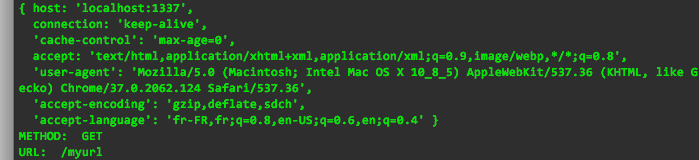 { host: 'localhost:1337',
connection: 'keep-alive',
'cache-control': 'max-age=0',
accept: 'text/html,application/xhtml+xml,application/xml;q=0.9,image/webp,*/*;q=0.8',
'user-agent': 'Mozilla/5.0 (Macintosh; Intel Mac OS X 10_8_5) AppleWebKit/537.36 (KHTML, like G
ecko) Chrome/37.0.2062.124 Safari/537.36',
'accept-encoding': 'gzip,deflate,sdch',
'accept-language': 'fr-FR,fr;q=0.8,en-US;q=0.6,en;q=0.4' }
METHOD:  GET
URL:  /myurl